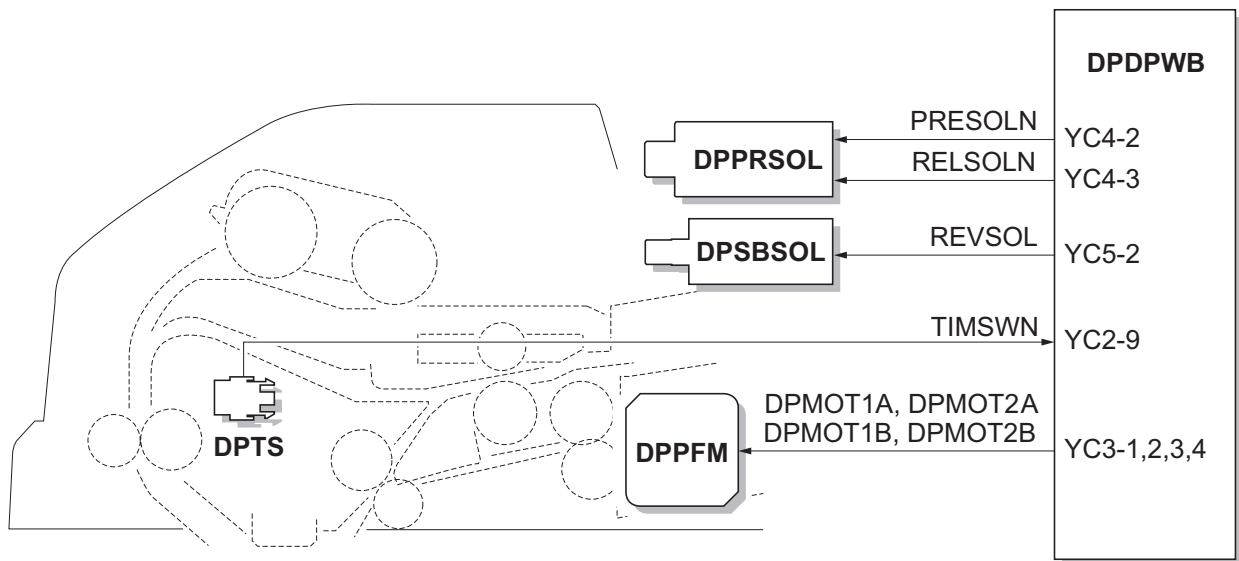 DPDPWB
PRESOLN
YC4-2
DPPRSOL
RELSOLN
YC4-3
REVSOL
YC5-2
DPSBSOL
TIMSWN
YC2-9
DPTS
DPMOT1A, DPMOT2A
DPMOT1B, DPMOT2B
YC3-1,2,3,4
DPPFM